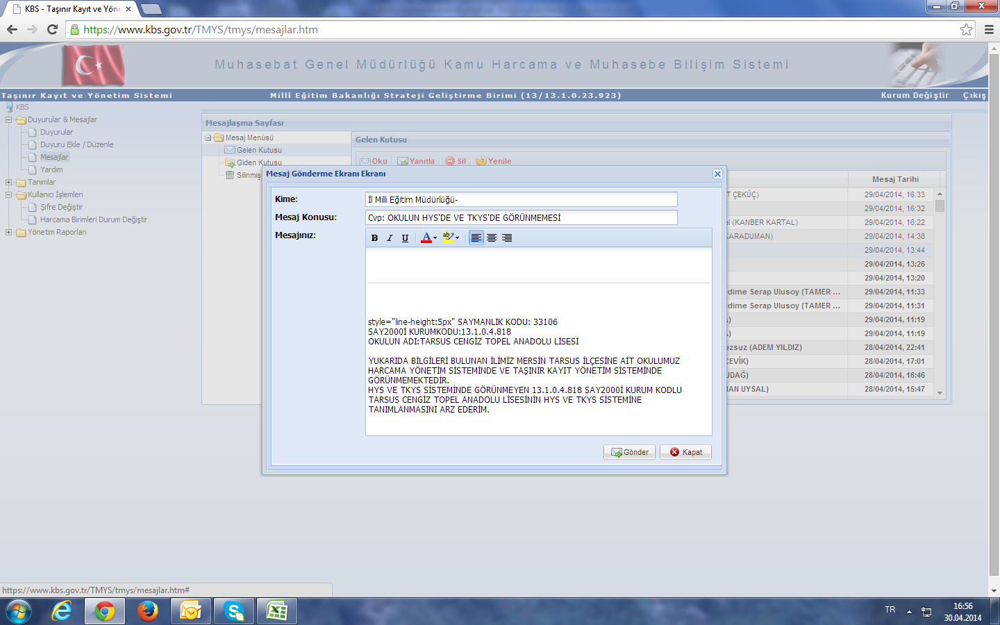 KBS - Taşınır Kayıt ve Yön
https://www.kbs.gov.tr/TMYS/tmys/mesajlar.htm
Muhasebat Genel Müdürlüğü Kamu Harcama ve Muhasebe Bilişim Sistemi
Taşınır Kayıt ve Yönetim Sistemi
Millî Eğitim Bakanlığı Strateji Geliştirme Birimi (13/13.1.0.23.923)
Kurum Değiştir
Çıkış
KBS
Duyurular & Mesajlar
Duyurular
Duyuru Ekle / Düzenle
Mesajlar
Yardım
Tanımlar
Kullanıcı İşlemleri
Şifre Değiştir
Harcama Birimleri Durum Değiştir
Yönetim Raporları
Mesajlaşma Sayfası
Mesaj Menüsü
Gelen Kutusu
Giden Kutusu
Silinmiş
Gelen Kutusu
Oku
Yanıtla
Sil
Yenile
Mesaj Gönderme Ekranı Ekranı
Kime:
İl Milli Eğitim Müdürlüğü-
Mesaj Konusu:
Cvp: OKULUN HYS'DE VE TKYS'DE GÖRÜNMEMESİ
Mesajınız:
B I U A ab
style="line-height:5px" SAYMANLIK KODU: 33106
SAY2000İ KURUMKODU:13.1.0.4.818
OKULUN ADI:TARSUS CENGİZ TOPEL ANADOLU LİSESİ
YUKARIDA BİLGİLERİ BULUNAN İLİMİZ MERSİN TARSUS İLÇESİNE AİT OKULUMUZ
HARCAMA YÖNETİM SİSTEMİNDE VE TAŞINIR KAYIT YÖNETİM SİSTEMİNDE
GÖRÜNMEMEKTEDİR.
HYS VE TKYS SİSTEMİNDE GÖRÜNMEYEN 13.1.0.4.818 SAY2000İ KURUM KODLU
TARSUS CENGİZ TOPEL ANADOLU LİSESİNİN HYS VE TKYS SİSTEMİNE
TANIMLANMASINI ARZ EDERİM.
Gönder
Kapat
Mesaj Tarihi
T ÇEKÜÇ) 29/04/2014, 16:33
29/04/2014, 16:32
el (KANBER KARTAL) 29/04/2014, 16:22
KARADUMAN) 29/04/2014, 14:38
29/04/2014, 13:44
29/04/2014, 13:26
29/04/2014, 13:20
dime Serap Ulusoy (TAMER ... 29/04/2014, 11:33
dime Serap Ulusoy (TAMER ... 29/04/2014, 11:31
) 29/04/2014, 11:19
) 29/04/2014, 11:19
uzsuz (ADEM YILDIZ) 28/04/2014, 22:41
ÇEVİK) 28/04/2014, 17:01
UDAĞ) 28/04/2014, 16:46
AN UYSAL) 28/04/2014, 15:47
https://www.kbs.gov.tr/TMYS/tmys/mesajlar.htm#
TR
16:56
30.04.2014